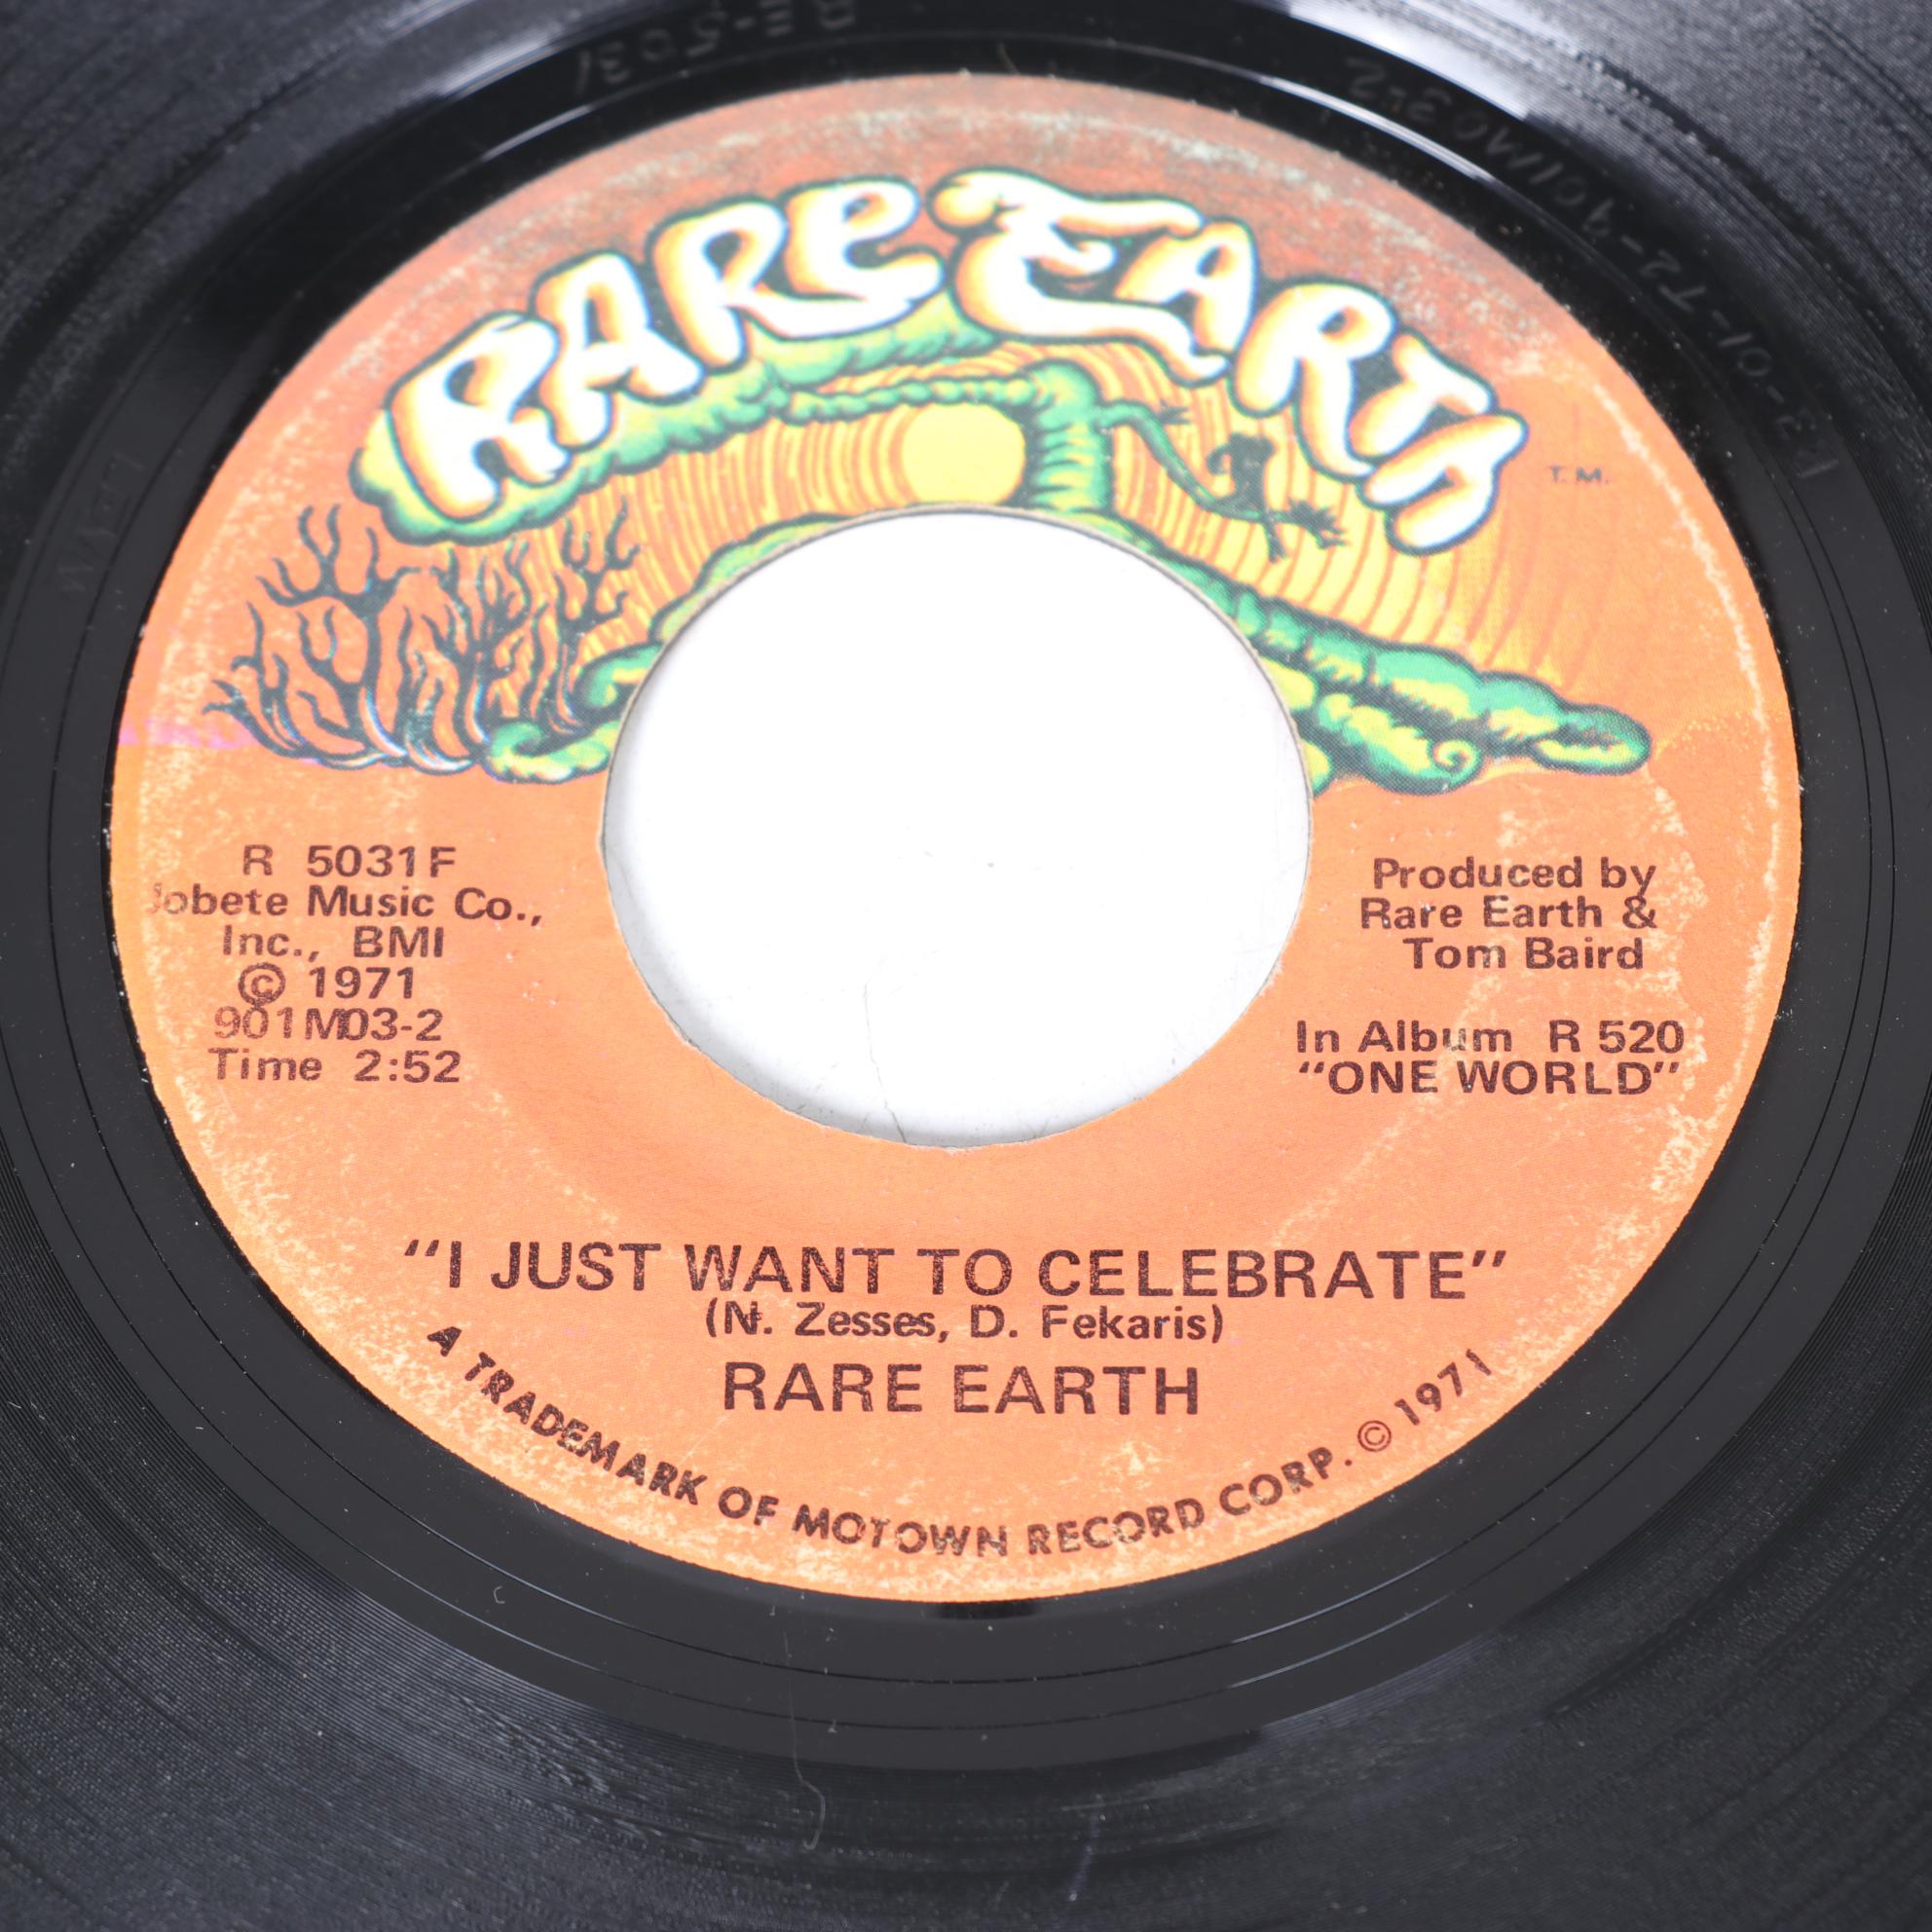 RARE EARTH
T.M.
R 5031F
Jobete Music Co.,
Inc., BMI
© 1971
901M03-2
Time 2:52
Produced by
Rare Earth &
Tom Baird
In Album R 520
“ONE WORLD”
“I JUST WANT TO CELEBRATE”
(N. Zesses, D. Fekaris)
RARE EARTH
A TRADEMARK OF MOTOWN RECORD CORP. © 1971